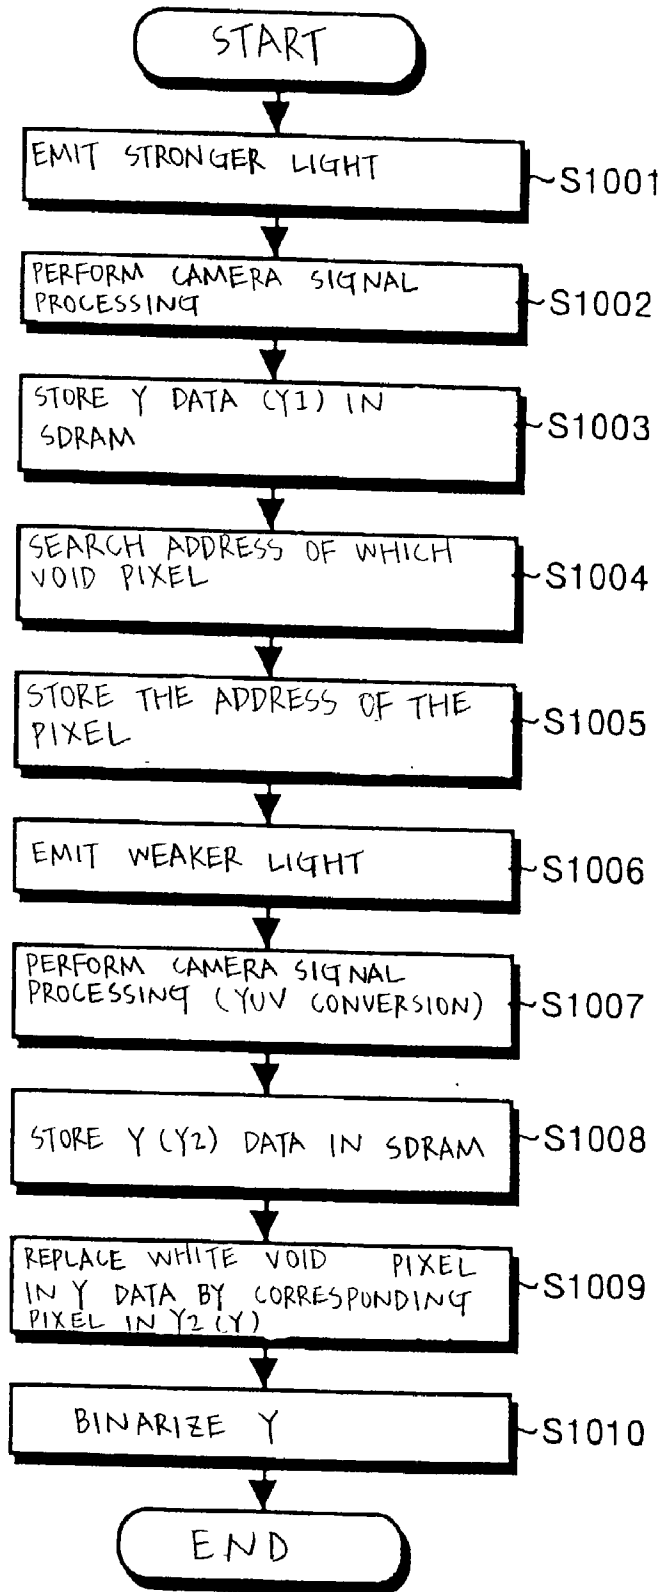 START
EMIT STRONGER LIGHT
S1001
PERFORM CAMERA SIGNAL
PROCESSING
S1002
STORE Y DATA (Y1) IN
SDRAM
S1003
SEARCH ADDRESS OF WHICH
VOID PIXEL
S1004
STORE THE ADDRESS OF THE
PIXEL
S1005
EMIT WEAKER LIGHT
S1006
PERFORM CAMERA SIGNAL
PROCESSING (YUV CONVERSION)
S1007
STORE Y (Y2) DATA IN SDRAM
S1008
REPLACE WHITE VOID PIXEL
IN Y DATA BY CORRESPONDING
PIXEL IN Y2 (Y)
S1009
BINARIZE Y
S1010
END